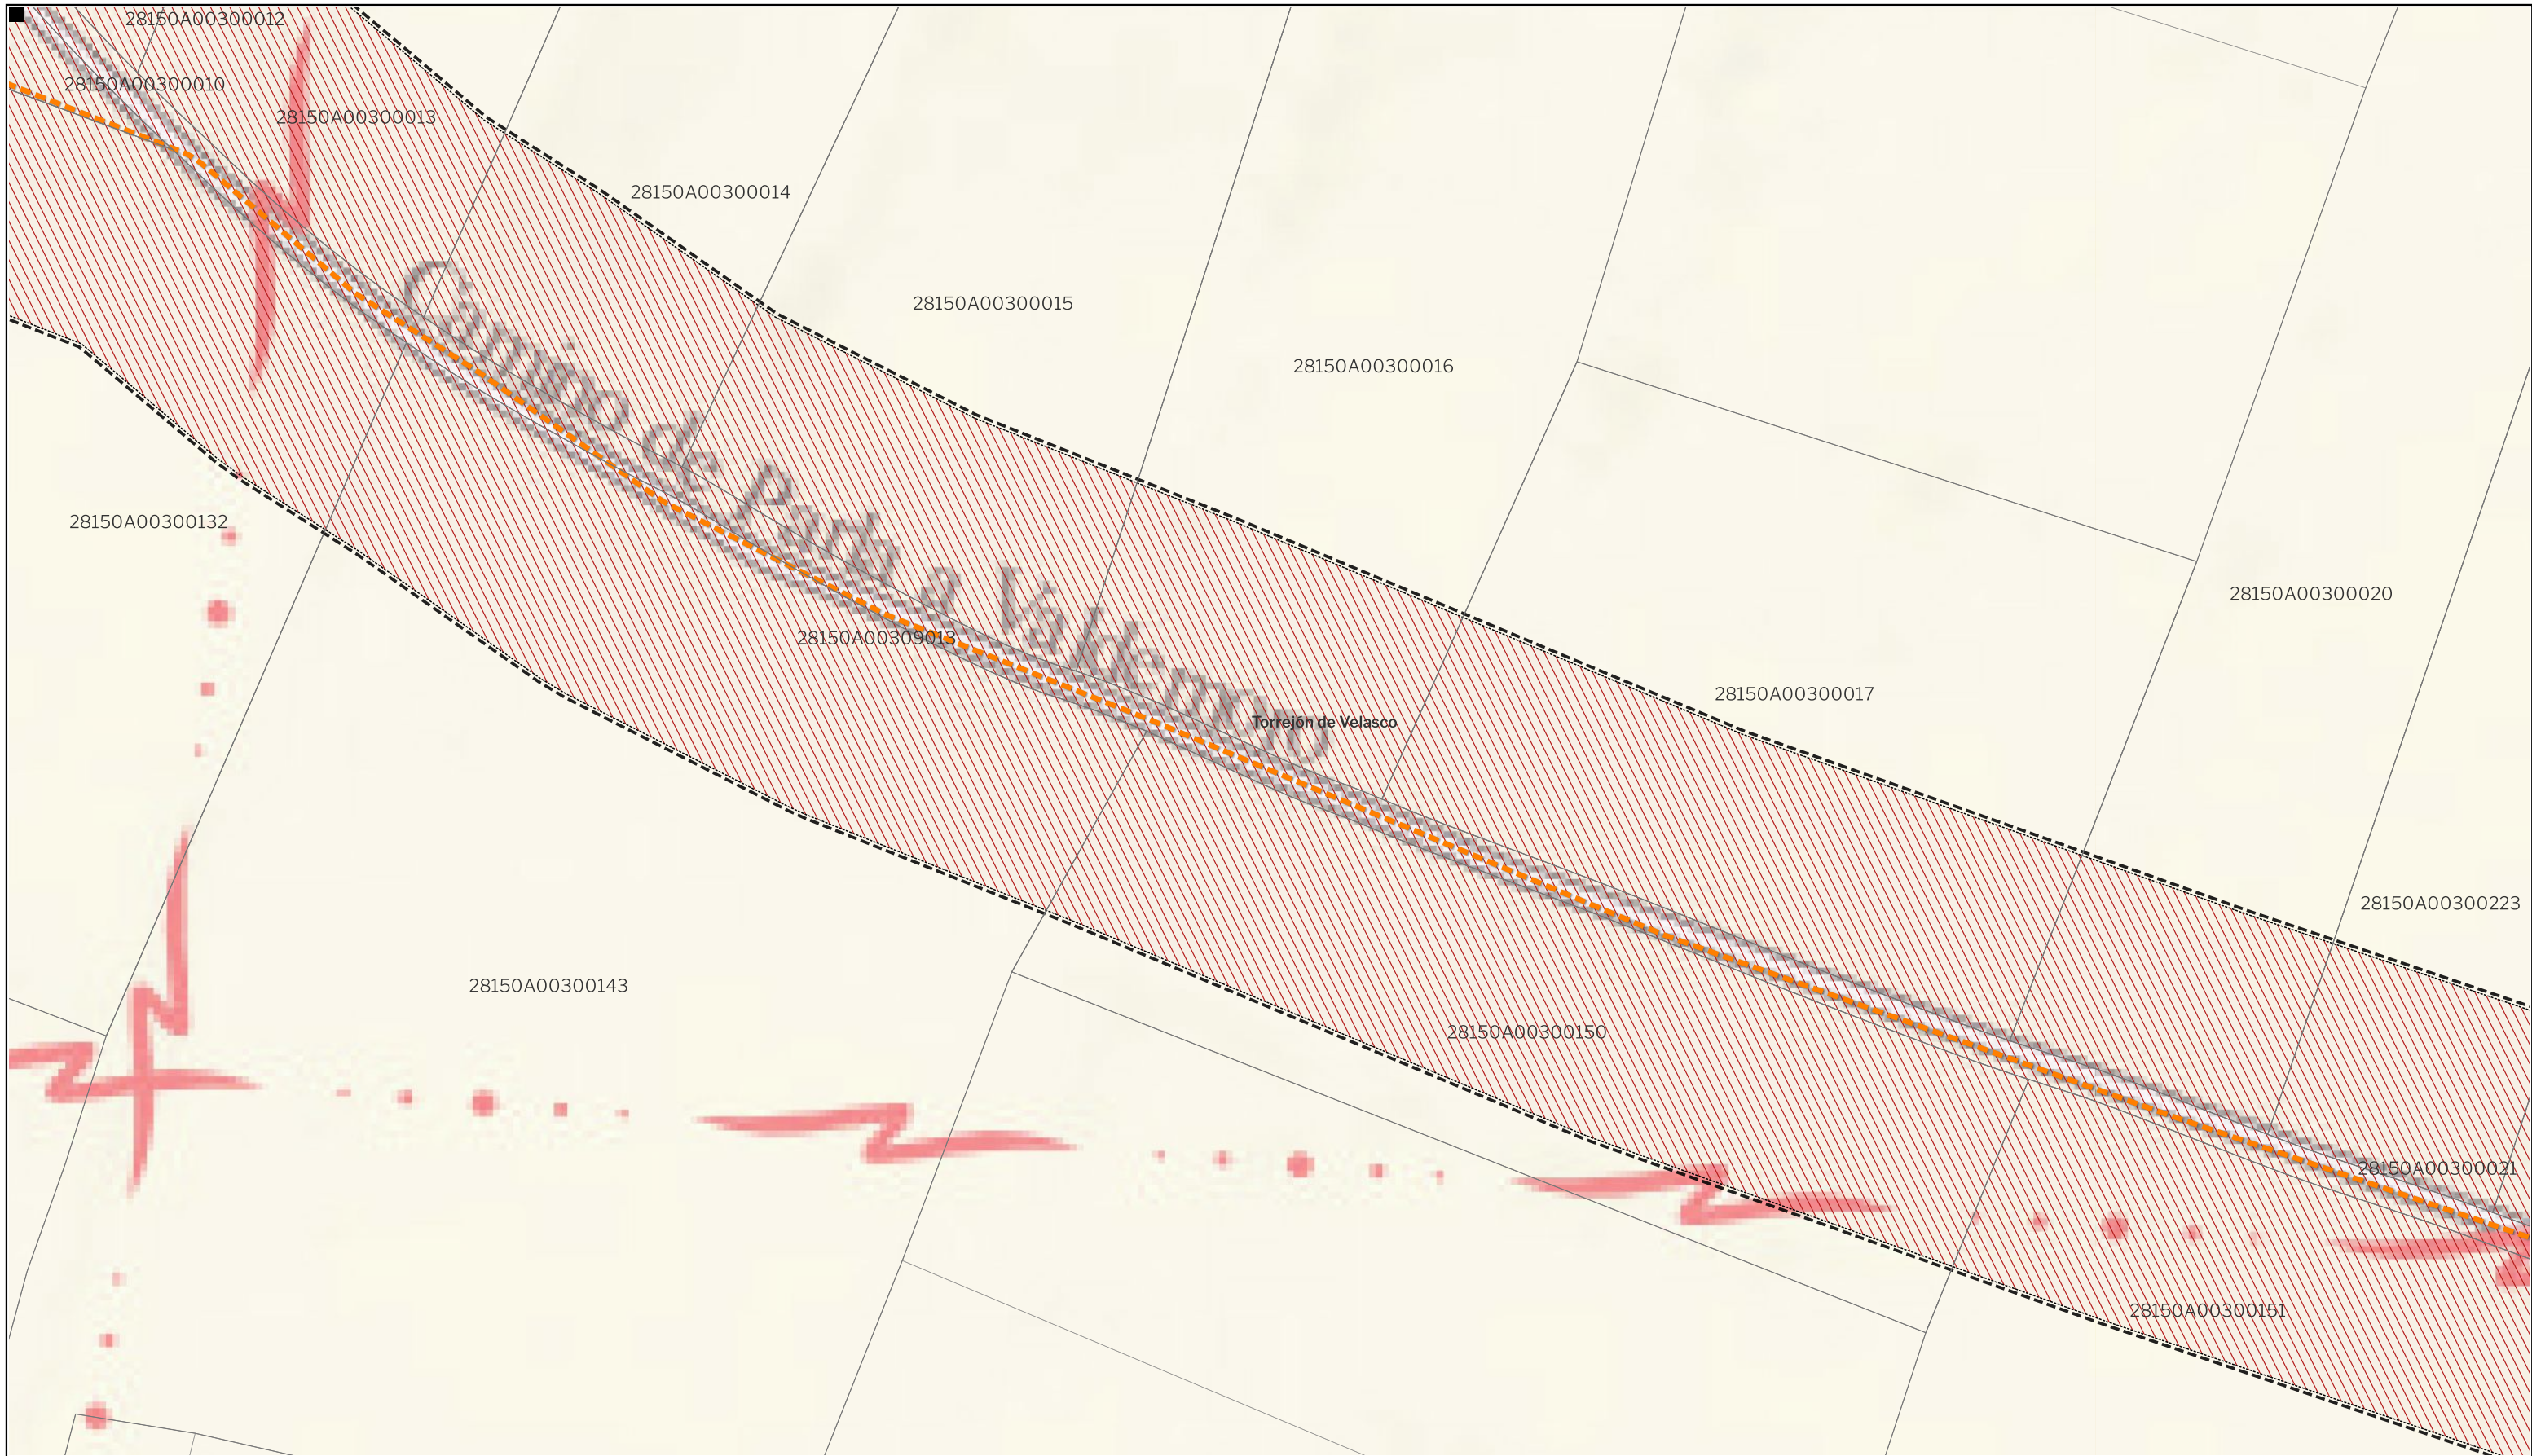 28150A00300012
28150A00300010
28150A00300013
28150A00300014
28150A00300015
28150A00300016
Camino de Parla a Valdemoro
28150A00300132
28150A00300020
28150A00309013
28150A00300017
Torrejón de Velasco
28150A00300223
28150A00300143
28150A00300150
28150A00300021
28150A00300151